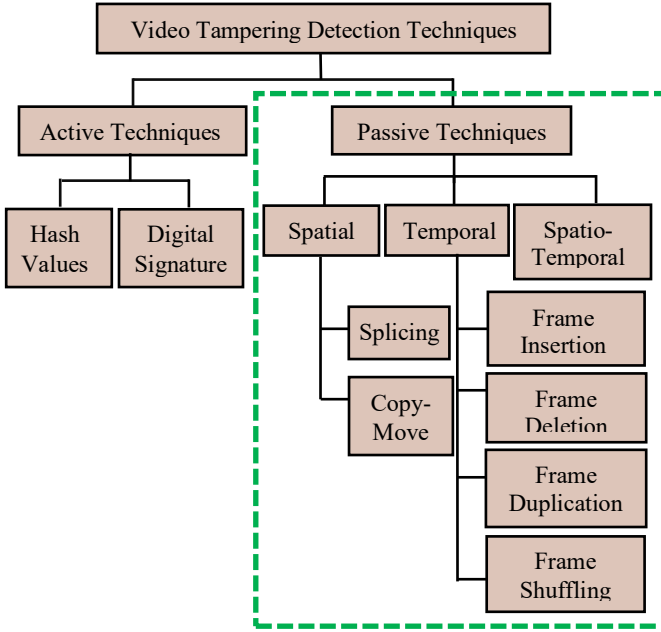 Video Tampering Detection Techniques
Active Techniques
Passive Techniques
Hash
Values
Digital
Signature
Spatial
Temporal
Spatio-
Temporal
Splicing
Copy-
Move
Frame
Insertion
Frame
Deletion
Frame
Duplication
Frame
Shuffling